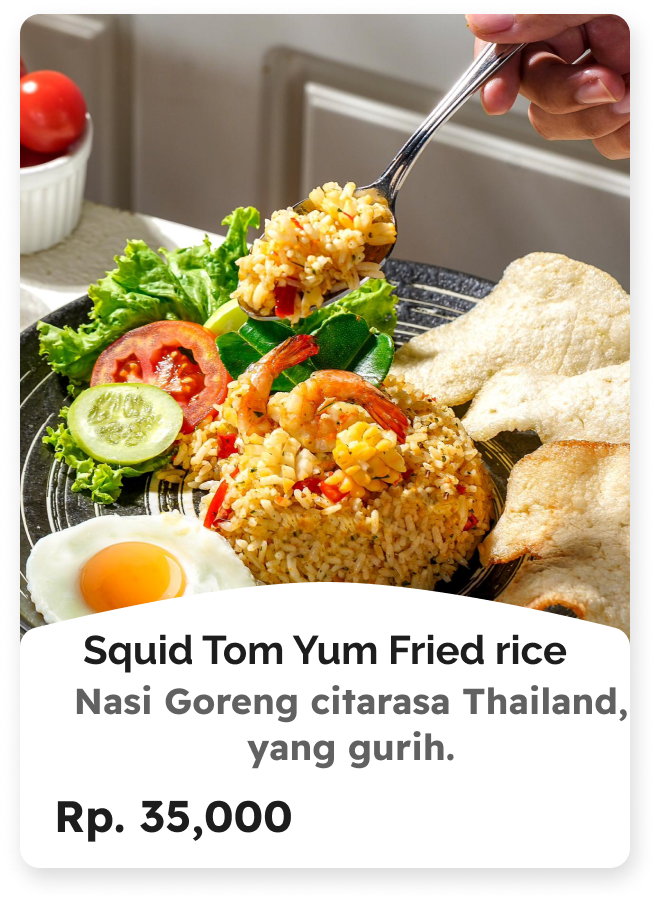 Squid Tom Yum Fried rice
Nasi Goreng citarasa Thailand,
yang gurih.
Rp. 35,000